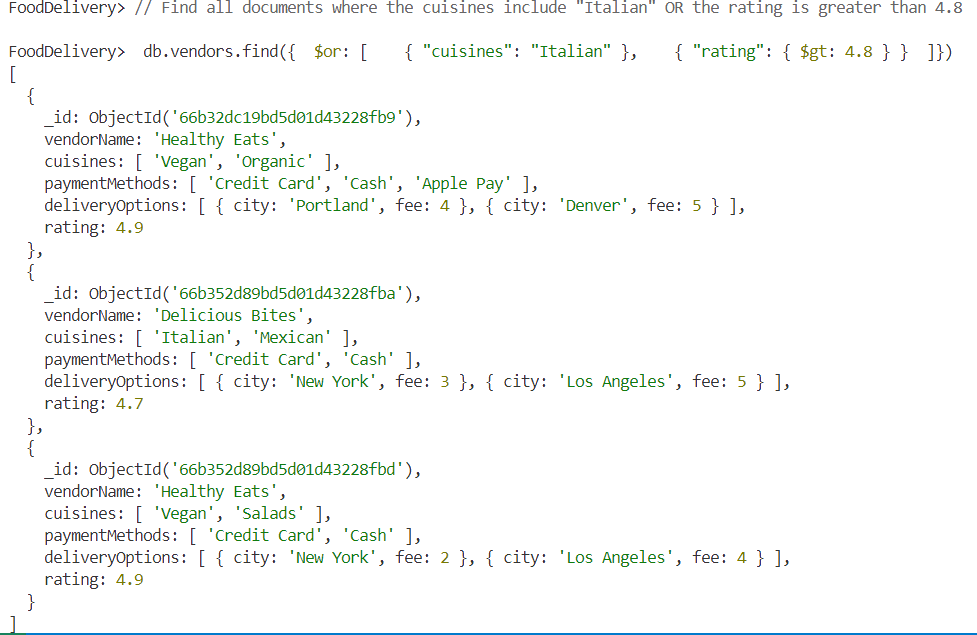 FoodDelivery> // Find all documents where the cuisines include "Italian" OR the rating is greater than 4.8
FoodDelivery>  db.vendors.find({  $or: [    { "cuisines": "Italian" },    { "rating": { $gt: 4.8 } }  ]})
[
  {
    _id: ObjectId('66b32dc19bd5d01d43228fb9'),
    vendorName: 'Healthy Eats',
    cuisines: [ 'Vegan', 'Organic' ],
    paymentMethods: [ 'Credit Card', 'Cash', 'Apple Pay' ],
    deliveryOptions: [ { city: 'Portland', fee: 4 }, { city: 'Denver', fee: 5 } ],
    rating: 4.9
  },
  {
    _id: ObjectId('66b352d89bd5d01d43228fba'),
    vendorName: 'Delicious Bites',
    cuisines: [ 'Italian', 'Mexican' ],
    paymentMethods: [ 'Credit Card', 'Cash' ],
    deliveryOptions: [ { city: 'New York', fee: 3 }, { city: 'Los Angeles', fee: 5 } ],
    rating: 4.7
  },
  {
    _id: ObjectId('66b352d89bd5d01d43228fbd'),
    vendorName: 'Healthy Eats',
    cuisines: [ 'Vegan', 'Salads' ],
    paymentMethods: [ 'Credit Card', 'Cash' ],
    deliveryOptions: [ { city: 'New York', fee: 2 }, { city: 'Los Angeles', fee: 4 } ],
    rating: 4.9
  }
]